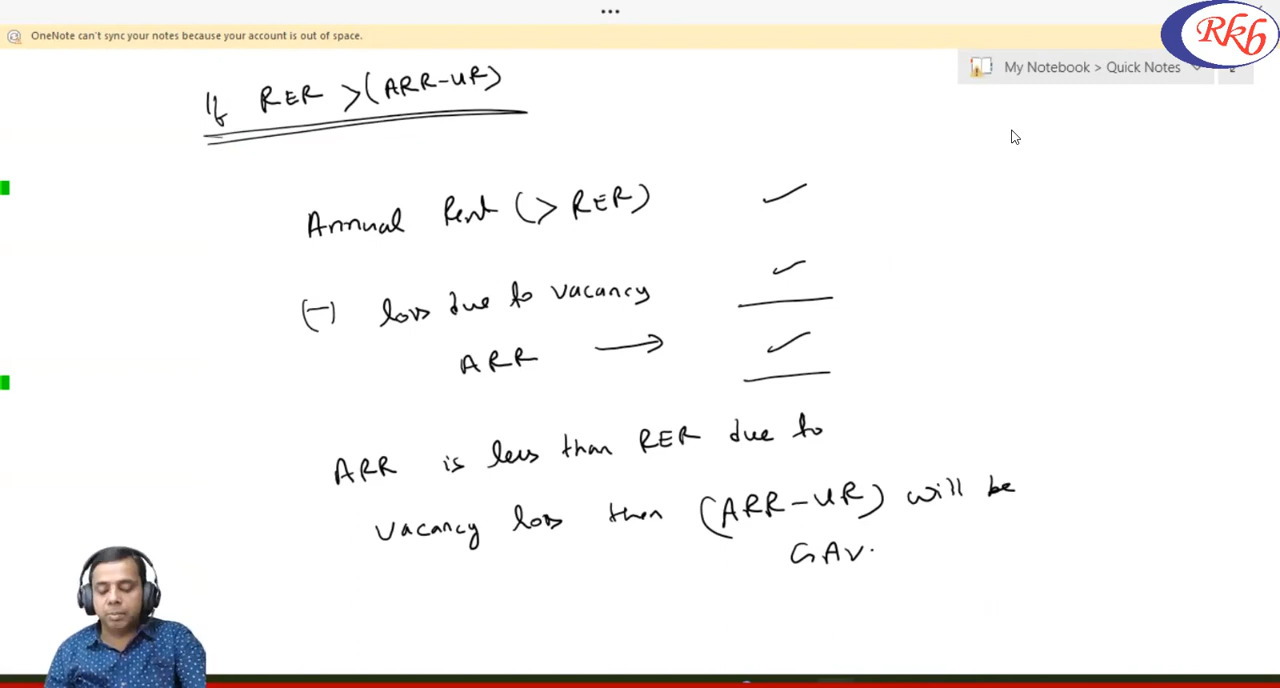 Rkb
OneNote can't sync your notes because your account is out of space.
My Notebook > Quick Notes
If RER > (ARR-UR)
Annual Rent (> RER) ✓
(-) loss due to vacancy ✓
ARR → ✓
ARR is less than RER due to
vacancy loss then (ARR-UR) will be
GAV.